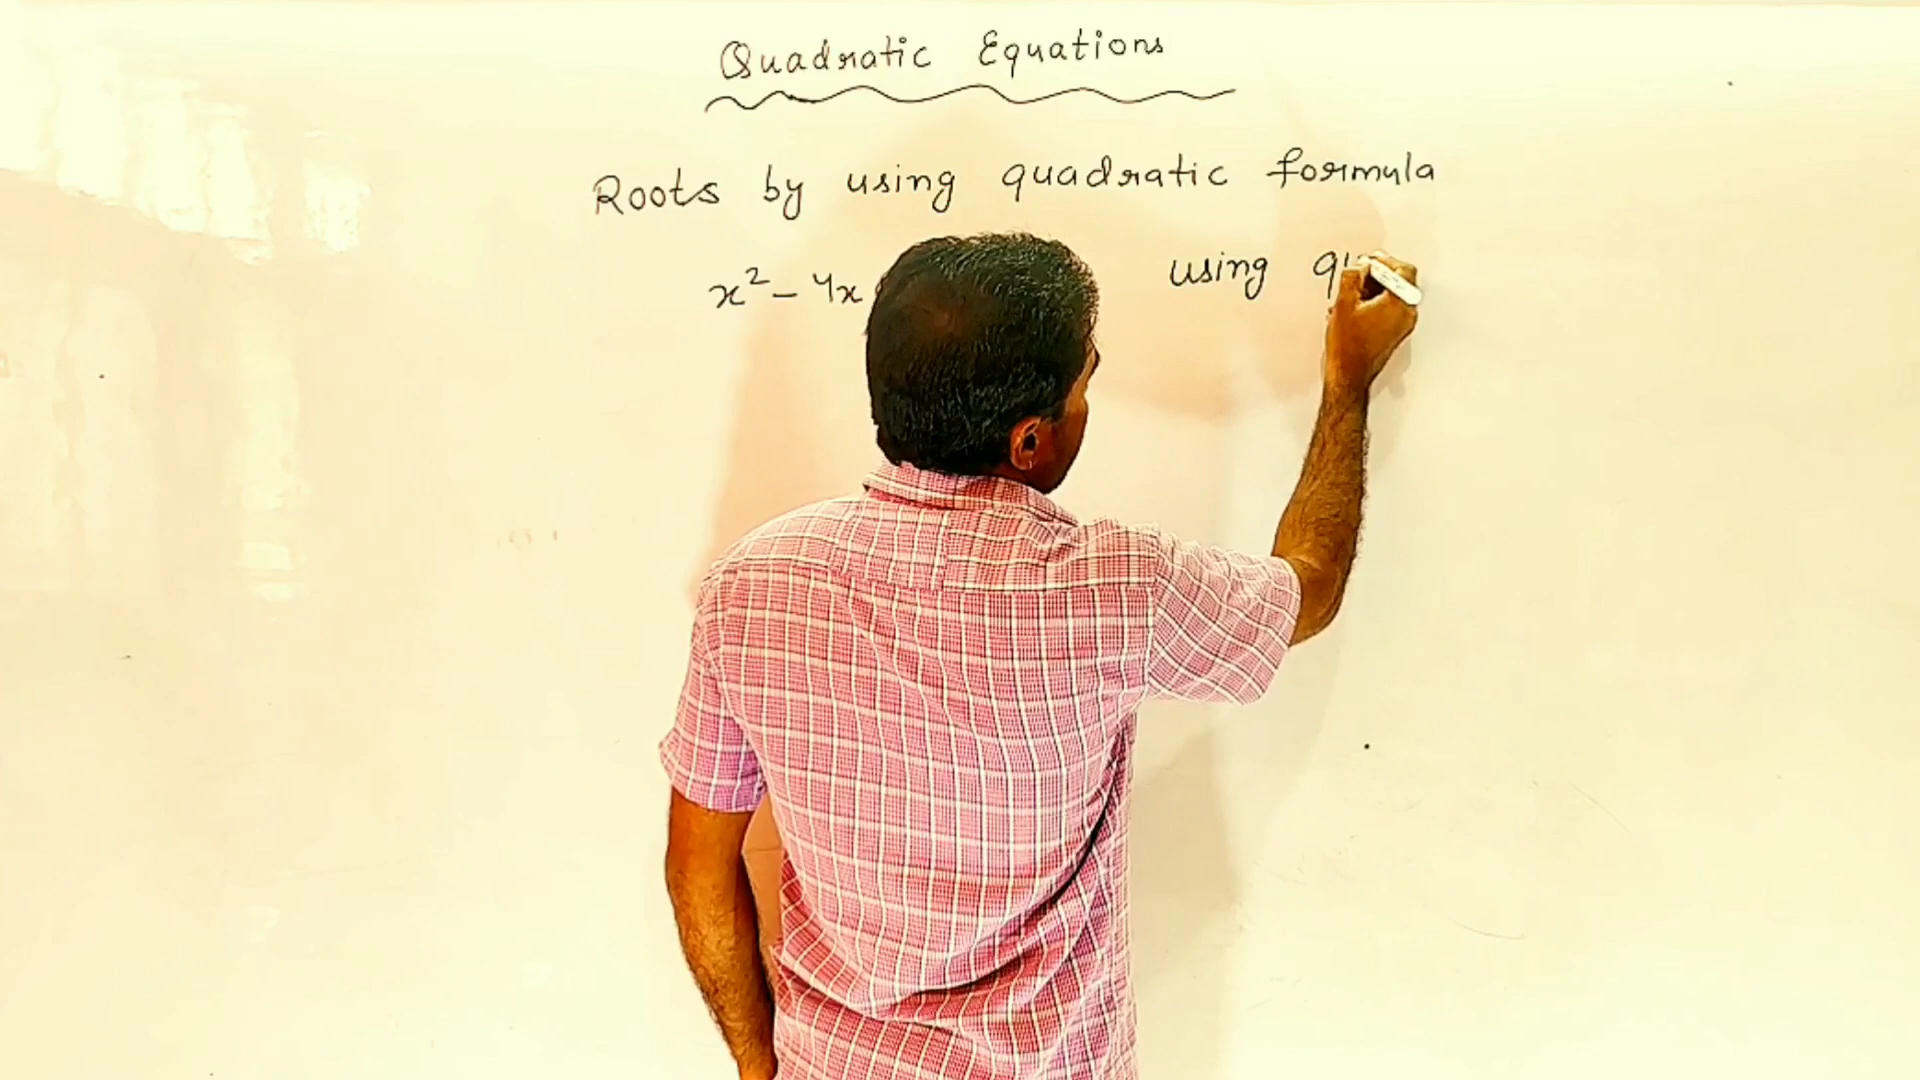 Quadratic Equations
Roots by using quadratic formula
x² - 4x using